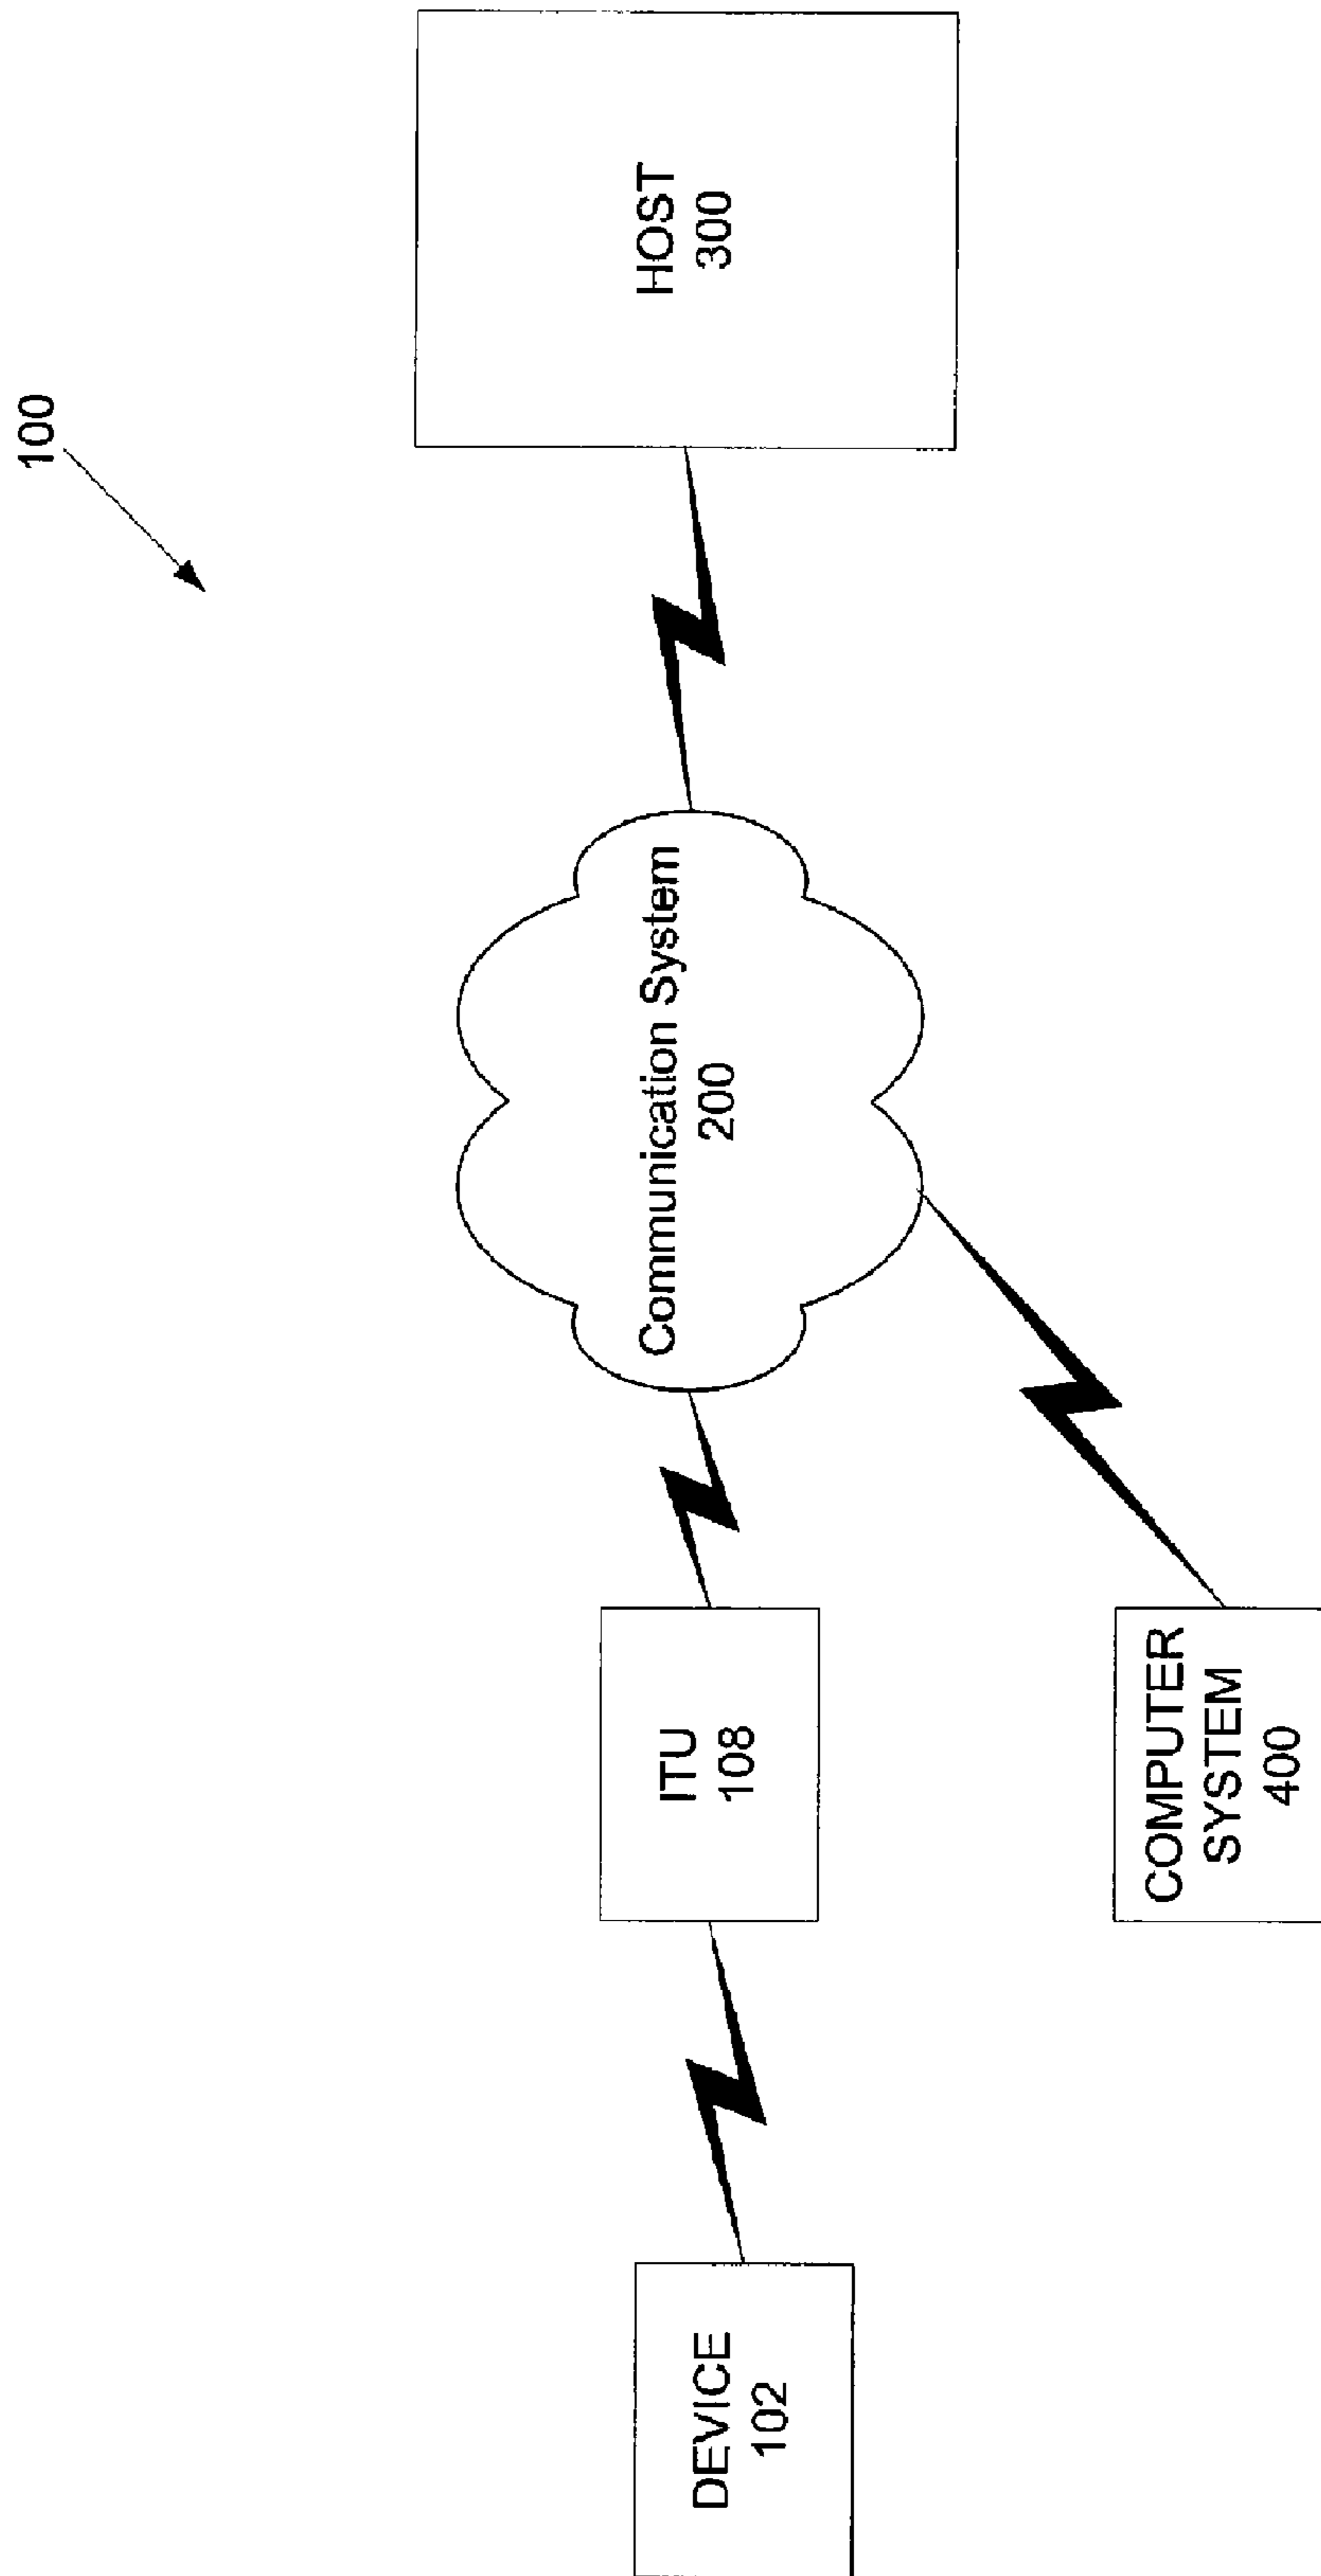 100
HOST
300
Communication System
200
ITU
108
COMPUTER
SYSTEM
400
DEVICE
102